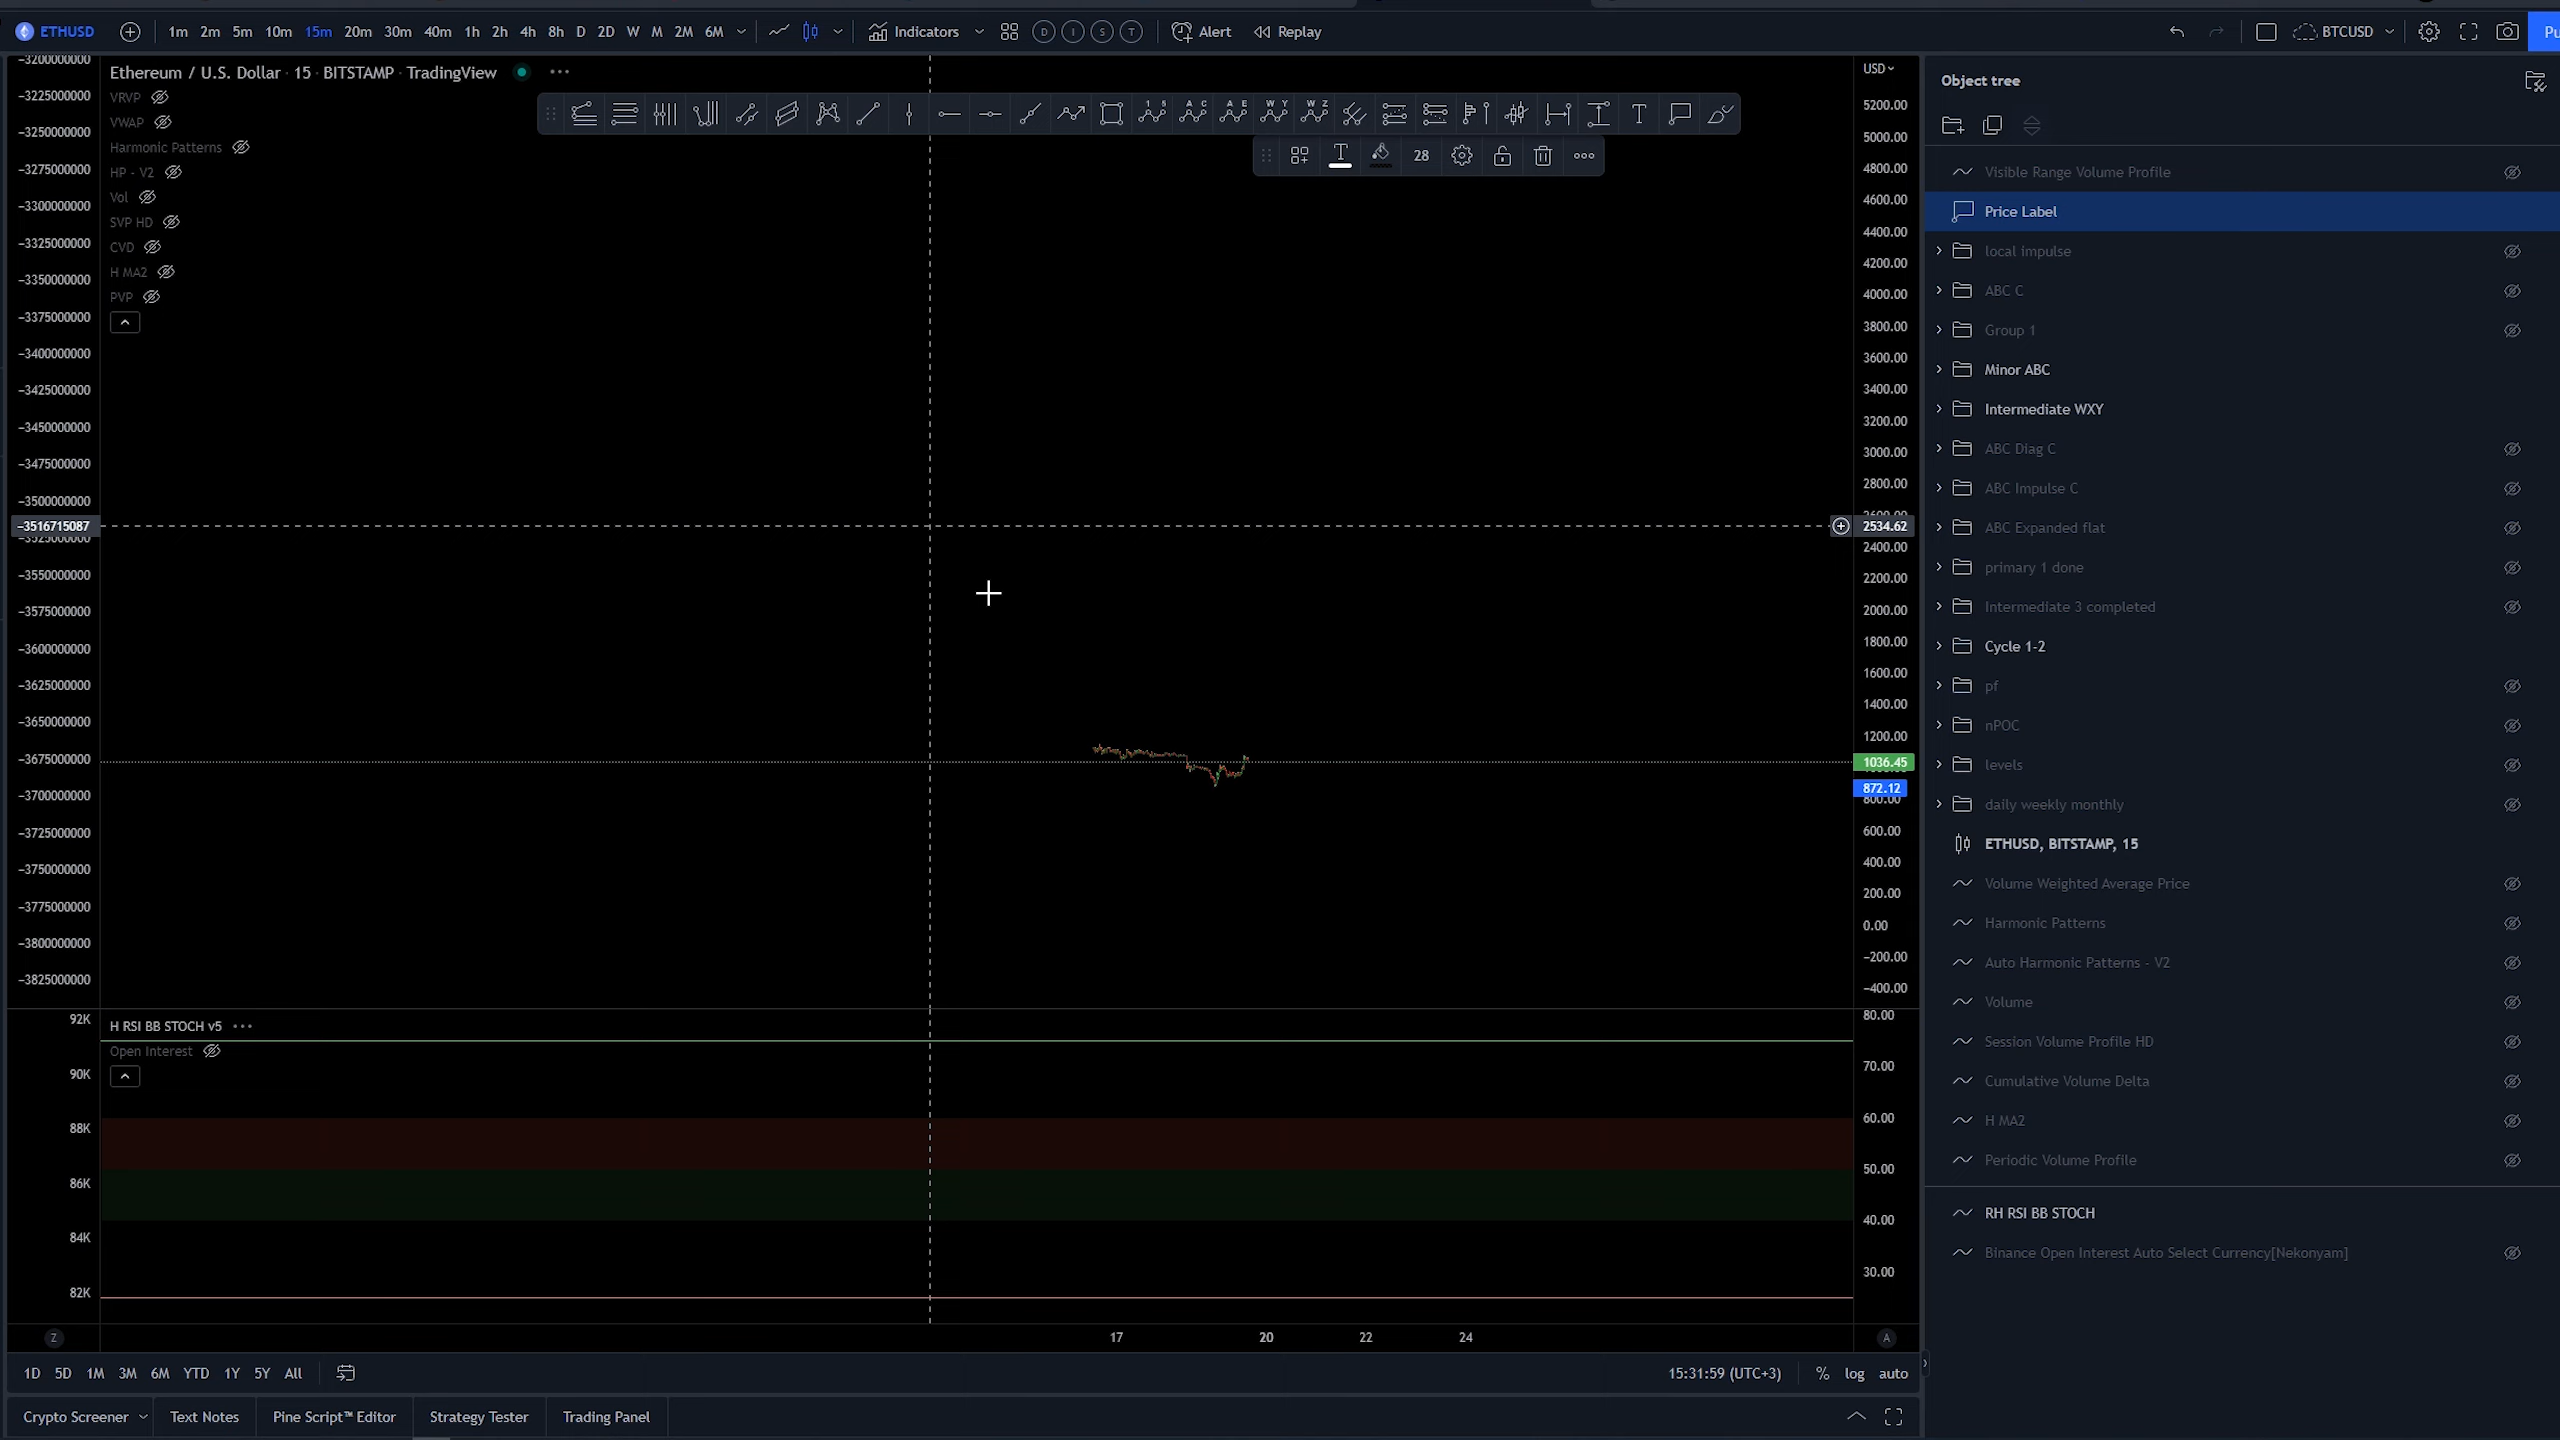 ETHUSD 1m 2m 5m 10m 15m 20m 30m 40m 1h 2h 4h 8h D 2D W M 2M 6M Indicators D I S T Alert Replay BTCUSD
Ethereum / U.S. Dollar · 15 · BITSTAMP · TradingView
VRVP
VWAP
Harmonic Patterns
HP - V2
Vol
SVP HD
CVD
H MA2
PVP
28
-3200000000
-3225000000
-3250000000
-3275000000
-3300000000
-3325000000
-3350000000
-3375000000
-3400000000
-3425000000
-3450000000
-3475000000
-3500000000
-3516715087
-3525000000
-3550000000
-3575000000
-3600000000
-3625000000
-3650000000
-3675000000
-3700000000
-3725000000
-3750000000
-3775000000
-3800000000
-3825000000
USD
5200.00
5000.00
4800.00
4600.00
4400.00
4200.00
4000.00
3800.00
3600.00
3400.00
3200.00
3000.00
2800.00
2600.00
2534.62
2400.00
2200.00
2000.00
1800.00
1600.00
1400.00
1200.00
1036.45
872.12
800.00
600.00
400.00
200.00
0.00
-200.00
-400.00
H RSI BB STOCH v5
Open Interest
92K
90K
88K
86K
84K
82K
80.00
70.00
60.00
50.00
40.00
30.00
Z 17 20 22 24 A
1D 5D 1M 3M 6M YTD 1Y 5Y All 15:31:59 (UTC+3) % log auto
Crypto Screener Text Notes Pine Script™ Editor Strategy Tester Trading Panel
Object tree
Visible Range Volume Profile
Price Label
local impulse
ABC C
Group 1
Minor ABC
Intermediate WXY
ABC Diag C
ABC Impulse C
ABC Expanded flat
primary 1 done
Intermediate 3 completed
Cycle 1-2
pf
nPOC
levels
daily weekly monthly
ETHUSD, BITSTAMP, 15
Volume Weighted Average Price
Harmonic Patterns
Auto Harmonic Patterns - V2
Volume
Session Volume Profile HD
Cumulative Volume Delta
H MA2
Periodic Volume Profile
RH RSI BB STOCH
Binance Open Interest Auto Select Currency[Nekonyam]